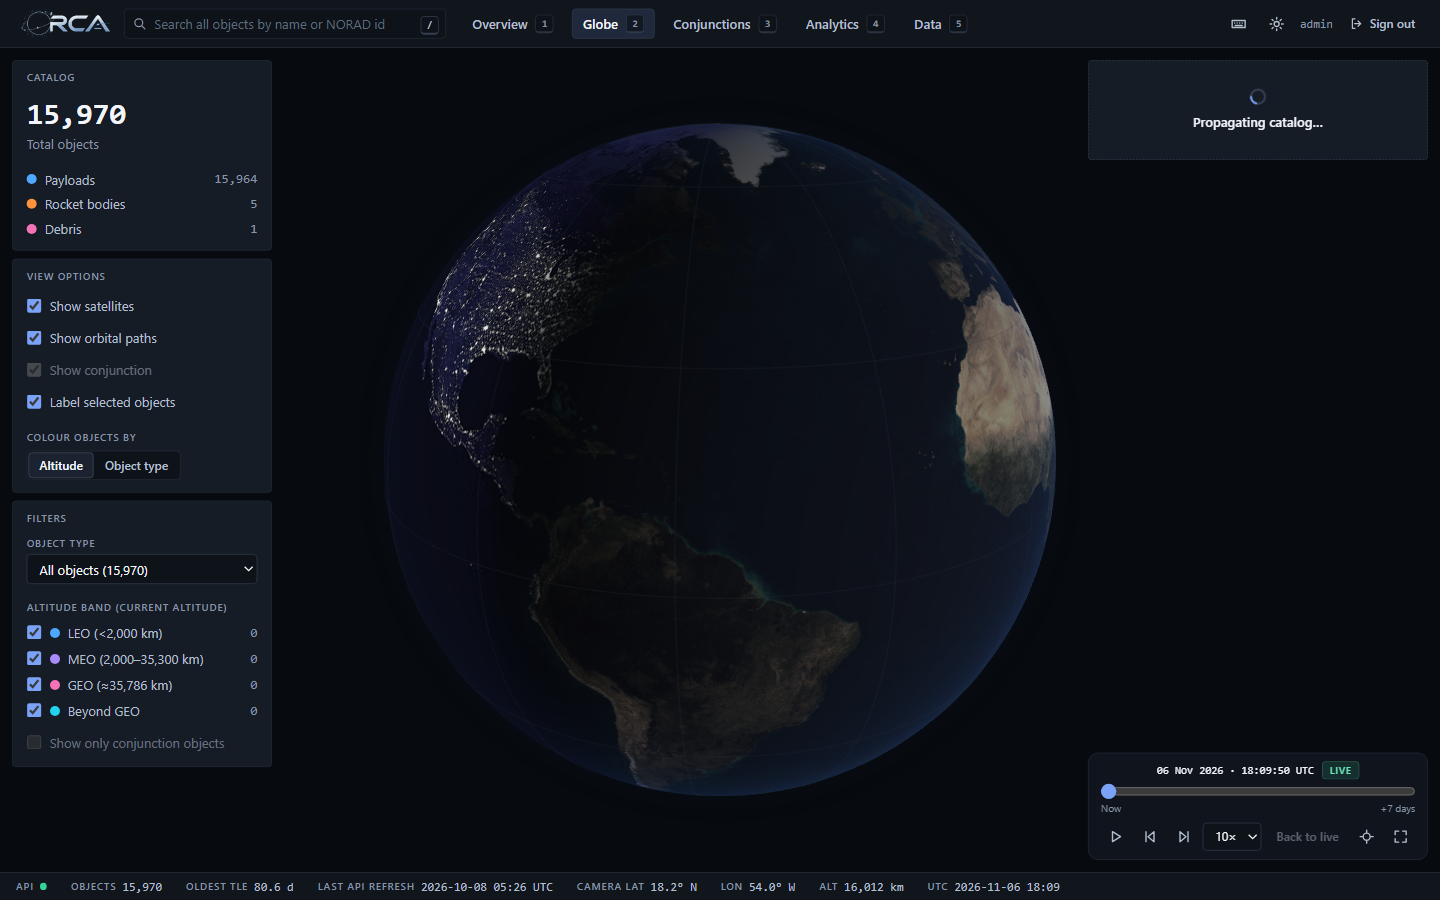 ORCA
Search all objects by name or NORAD id /
Overview 1
Globe 2
Conjunctions 3
Analytics 4
Data 5
admin
Sign out
CATALOG
15,970
Total objects
Payloads 15,964
Rocket bodies 5
Debris 1
VIEW OPTIONS
Show satellites
Show orbital paths
Show conjunction
Label selected objects
COLOUR OBJECTS BY
Altitude Object type
FILTERS
OBJECT TYPE
All objects (15,970)
ALTITUDE BAND (CURRENT ALTITUDE)
LEO (<2,000 km) 0
MEO (2,000–35,300 km) 0
GEO (≈35,786 km) 0
Beyond GEO 0
Show only conjunction objects
Propagating catalog...
06 Nov 2026 · 18:09:50 UTC LIVE
Now +7 days
10× Back to live
API OBJECTS 15,970 OLDEST TLE 80.6 d LAST API REFRESH 2026-10-08 05:26 UTC CAMERA LAT 18.2° N LON 54.0° W ALT 16,012 km UTC 2026-11-06 18:09